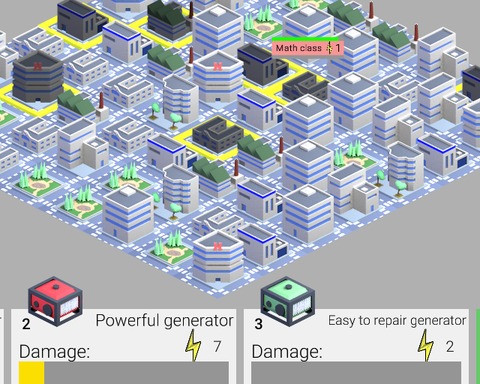 Math class 1
2 Powerful generator
Damage: 7
3 Easy to repair generator
Damage: 2